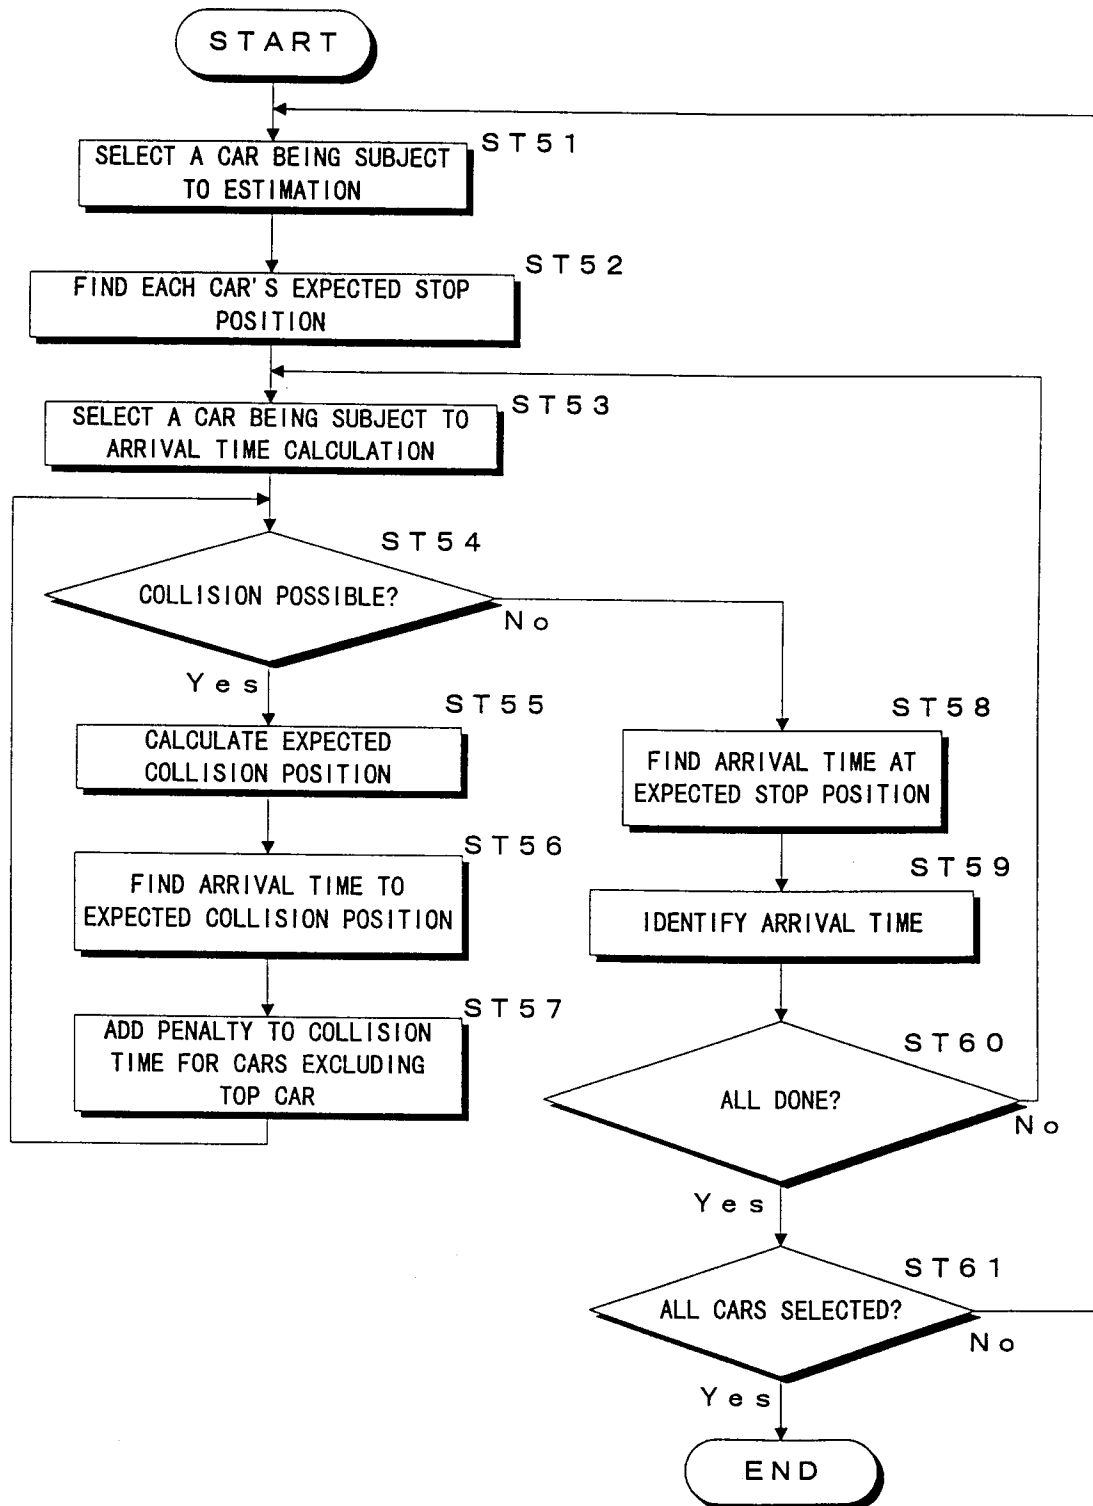 START
ST51
SELECT A CAR BEING SUBJECT
TO ESTIMATION
ST52
FIND EACH CAR'S EXPECTED STOP
POSITION
ST53
SELECT A CAR BEING SUBJECT TO
ARRIVAL TIME CALCULATION
ST54
COLLISION POSSIBLE?
No
Yes
ST55
CALCULATE EXPECTED
COLLISION POSITION
ST56
FIND ARRIVAL TIME TO
EXPECTED COLLISION POSITION
ST57
ADD PENALTY TO COLLISION
TIME FOR CARS EXCLUDING
TOP CAR
ST58
FIND ARRIVAL TIME AT
EXPECTED STOP POSITION
ST59
IDENTIFY ARRIVAL TIME
ST60
ALL DONE?
No
Yes
ST61
ALL CARS SELECTED?
No
Yes
END